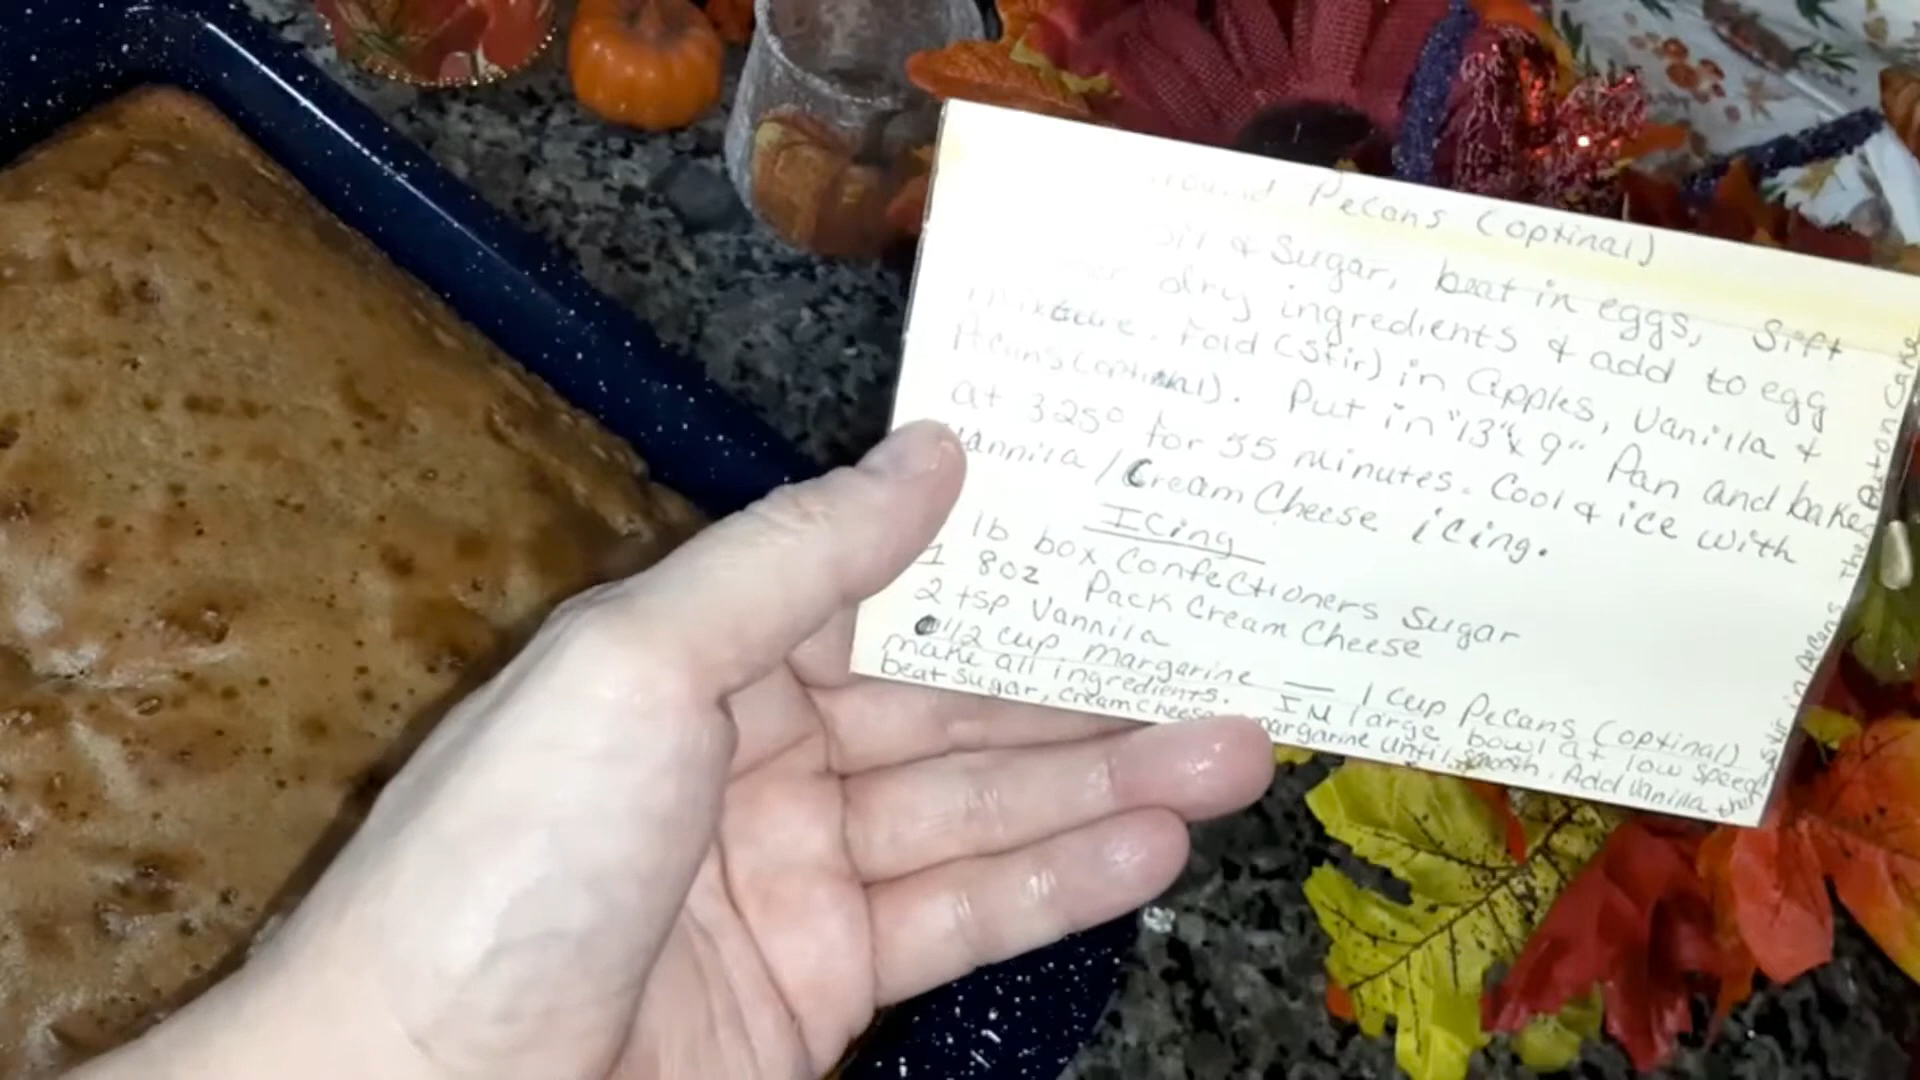 Pecans (optinal)
& Sugar, beat in eggs, Sift
dry ingredients & add to egg
mixture. Fold (Stir) in Apples, Vanilla &
Pecans (optinal). Put in "13"x 9" Pan and bake
at 325° for 55 minutes. Cool & ice with
Vannila / Cream Cheese icing.
Icing
1 lb box Confectioners Sugar
1 8oz Pack Cream Cheese
2 tsp Vannila
1/2 cup margarine — 1 cup Pecans (optinal)
make all ingredients. In large bowl at low speed
beat sugar, cream cheese, margarine until smooth. Add Vanilla then
Stir in pecans. Put on Cake